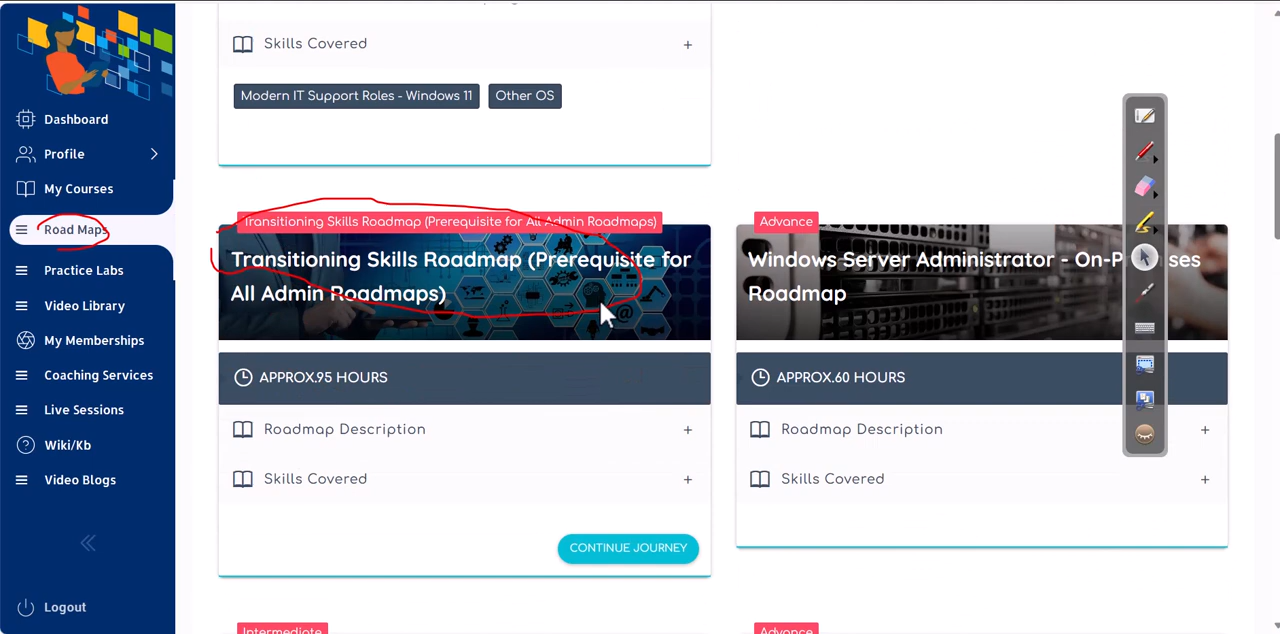 Dashboard
Profile
My Courses
Road Maps
Practice Labs
Video Library
My Memberships
Coaching Services
Live Sessions
Wiki/Kb
Video Blogs
Logout
Skills Covered
Modern IT Support Roles - Windows 11
Other OS
Transitioning Skills Roadmap (Prerequisite for All Admin Roadmaps)
Transitioning Skills Roadmap (Prerequisite for
All Admin Roadmaps)
APPROX.95 HOURS
Roadmap Description
Skills Covered
CONTINUE JOURNEY
Advance
Windows Server Administrator - On-P ses
Roadmap
APPROX.60 HOURS
Roadmap Description
Skills Covered
Intermediate
Advance